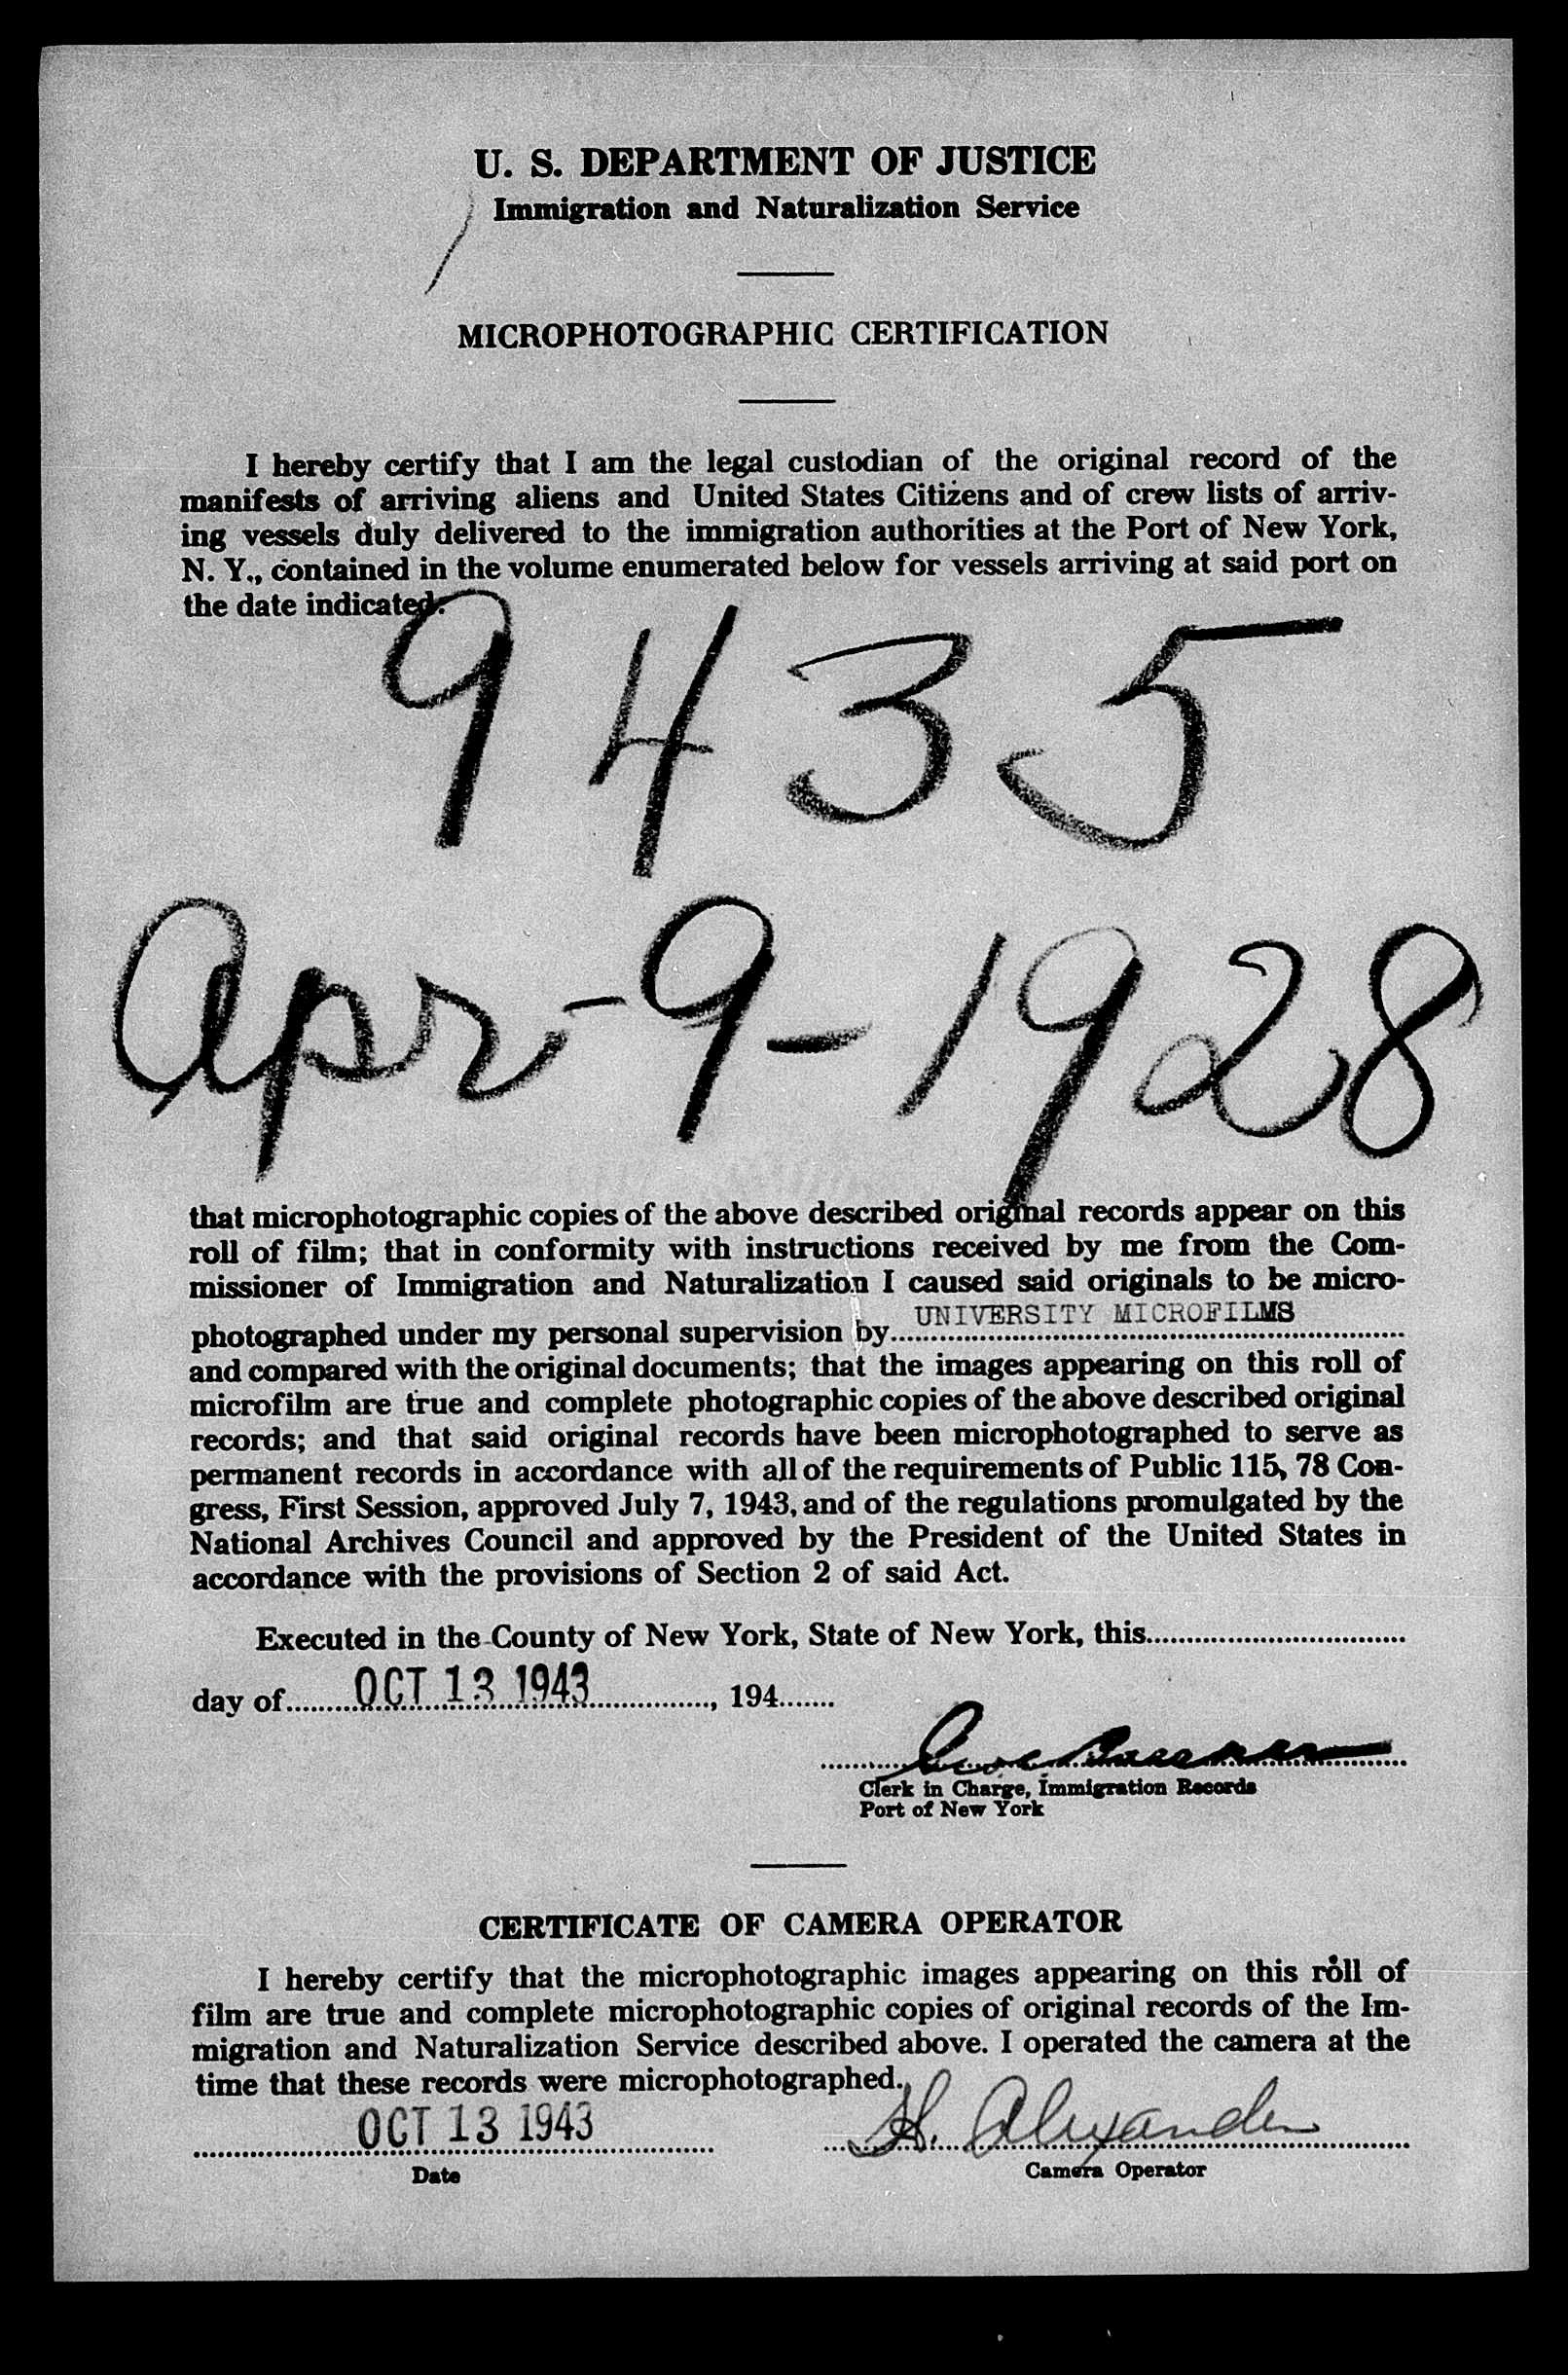 U. S. DEPARTMENT OF JUSTICE
Immigration and Naturalization Service
MICROPHOTOGRAPHIC CERTIFICATION
I hereby certify that I am the legal custodian of the original record of the
manifests of arriving aliens and United States Citizens and of crew lists of arriv-
ing vessels duly delivered to the immigration authorities at the Port of New York,
N. Y., contained in the volume enumerated below for vessels arriving at said port on
the date indicated:
9435
Apr-9-1928
that microphotographic copies of the above described original records appear on this
roll of film; that in conformity with instructions received by me from the Com-
missioner of Immigration and Naturalization I caused said originals to be micro-
photographed under my personal supervision by UNIVERSITY MICROFILMS
and compared with the original documents; that the images appearing on this roll of
microfilm are true and complete photographic copies of the above described original
records; and that said original records have been microphotographed to serve as
permanent records in accordance with all of the requirements of Public 115, 78 Con-
gress, First Session, approved July 7, 1943, and of the regulations promulgated by the
National Archives Council and approved by the President of the United States in
accordance with the provisions of Section 2 of said Act.
Executed in the County of New York, State of New York, this
day of OCT 13 1943, 194
Clerk in Charge, Immigration Records
Port of New York
CERTIFICATE OF CAMERA OPERATOR
I hereby certify that the microphotographic images appearing on this roll of
film are true and complete microphotographic copies of original records of the Im-
migration and Naturalization Service described above. I operated the camera at the
time that these records were microphotographed.
OCT 13 1943 H. Alexander
Date Camera Operator